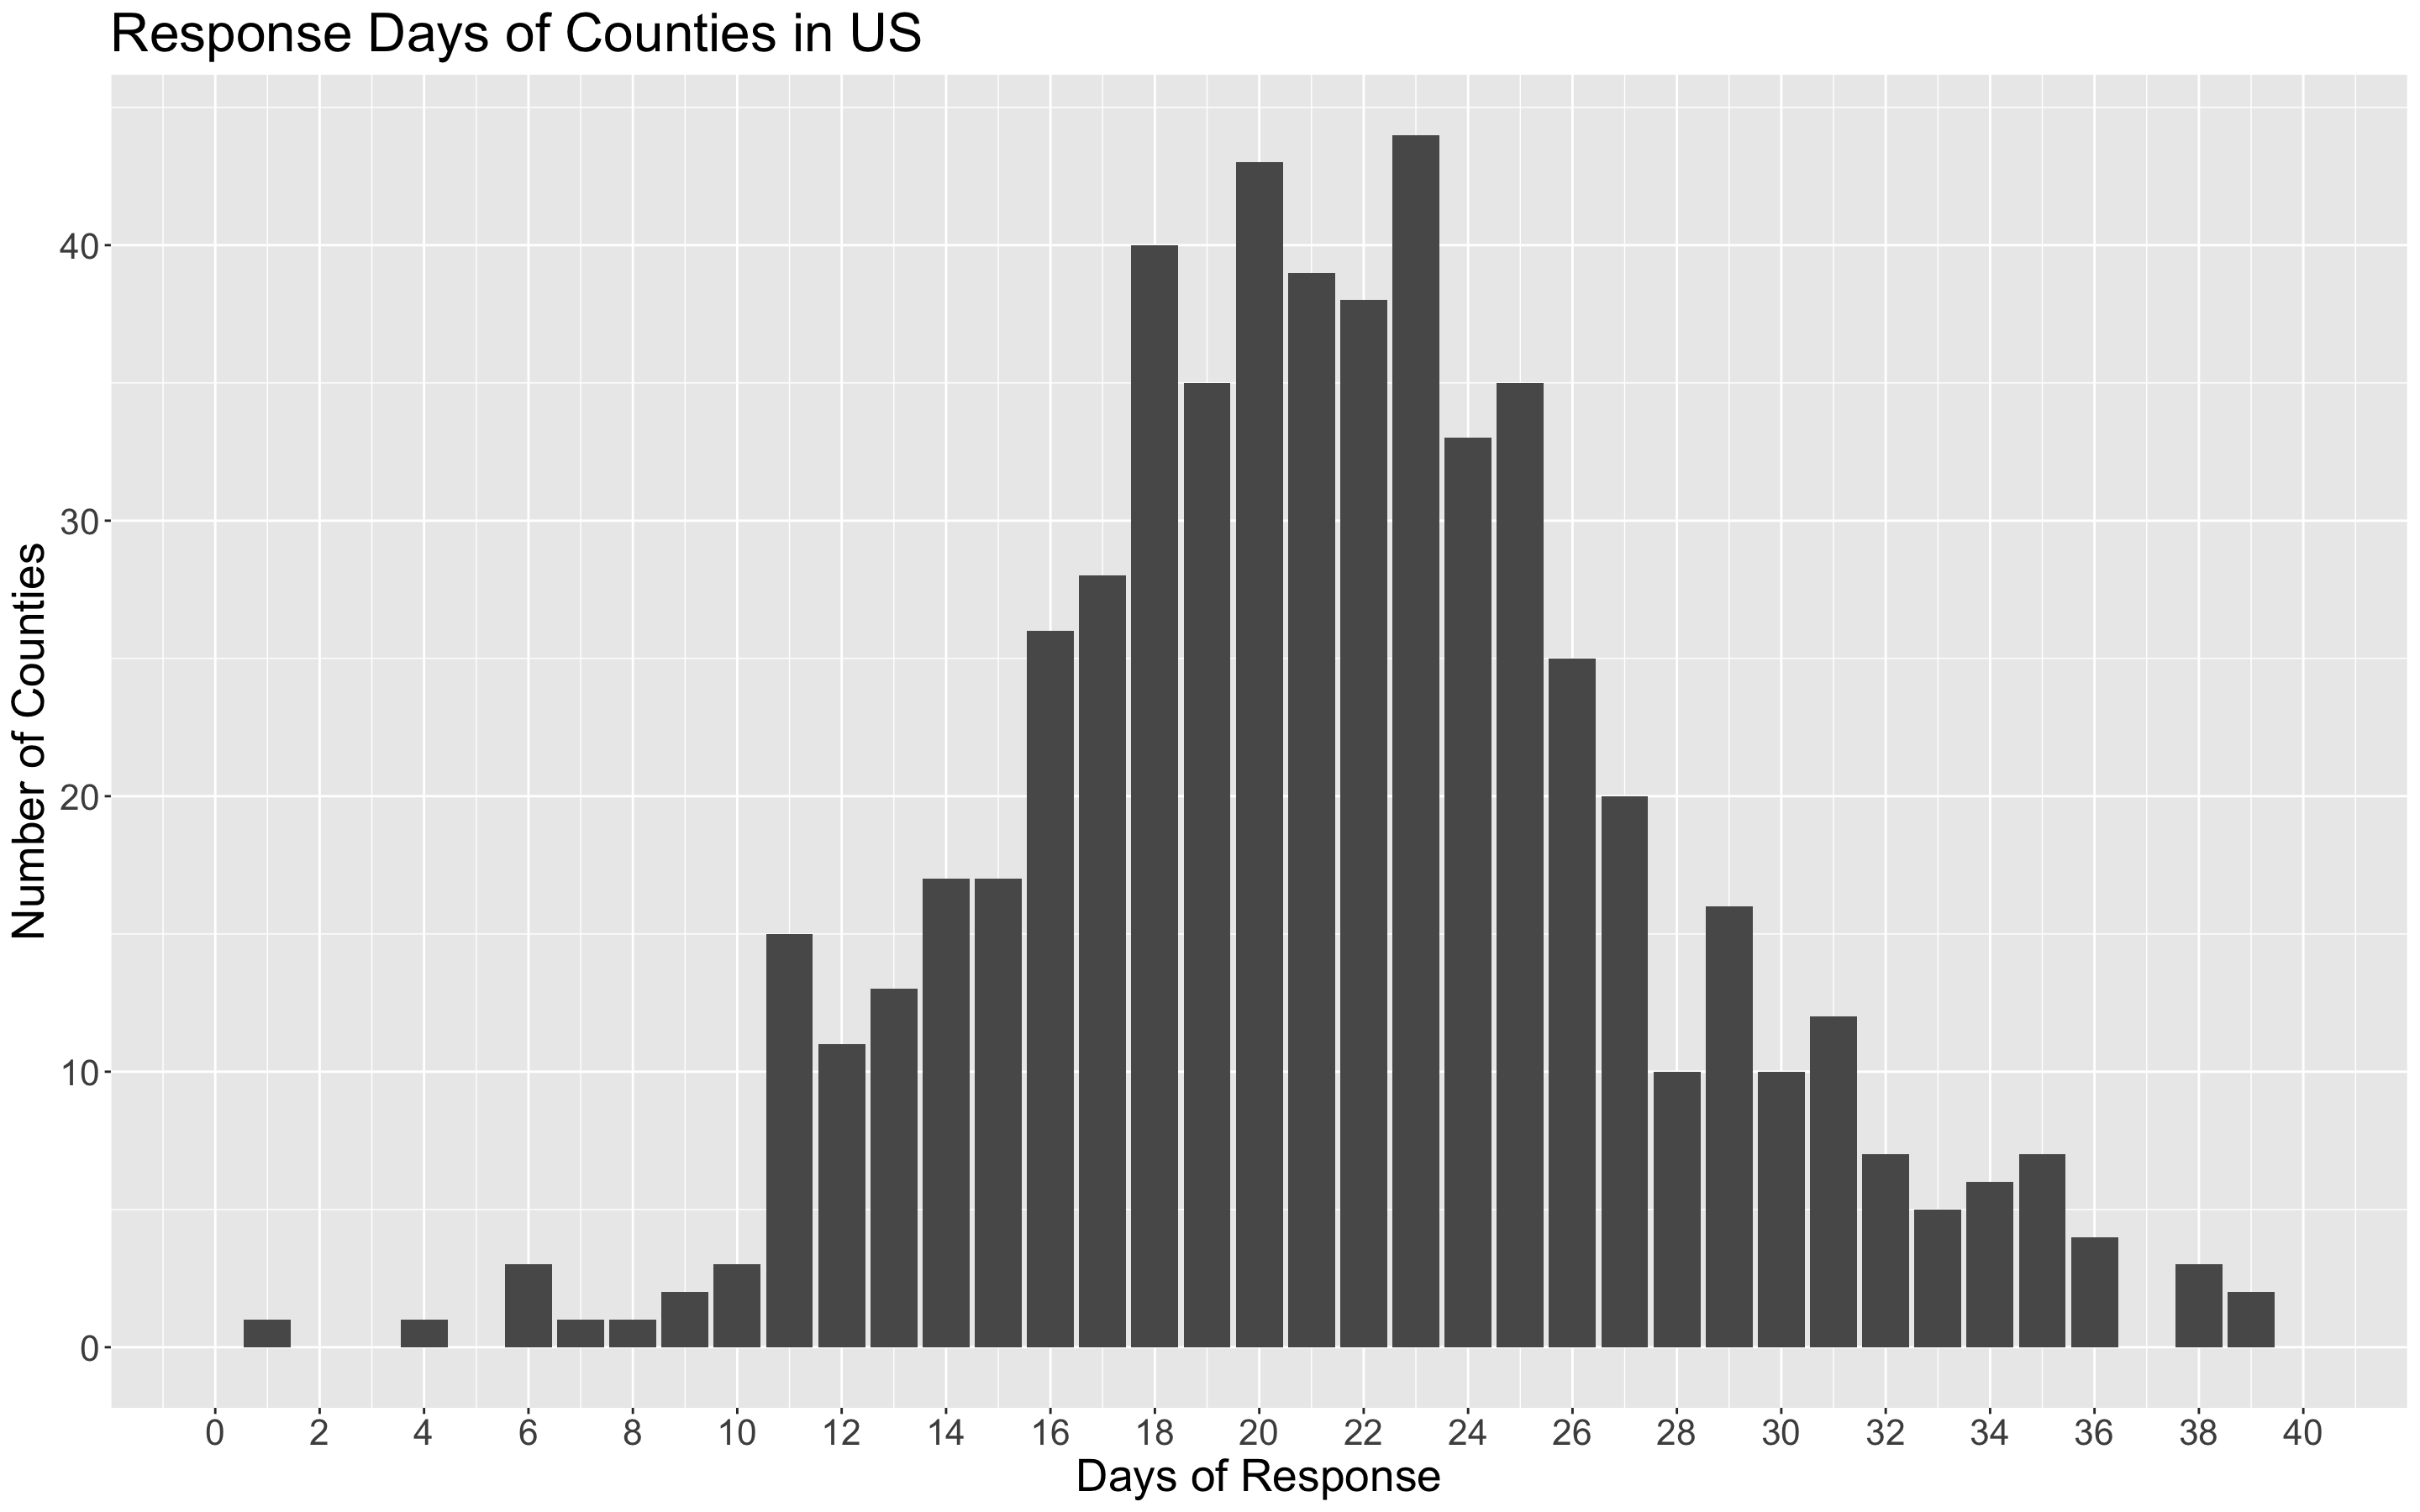 Response Days of Counties in US
Number of Counties
40
30
20
10
0
0 2 4 6 8 10 12 14 16 18 20 22 24 26 28 30 32 34 36 38 40
Days of Response